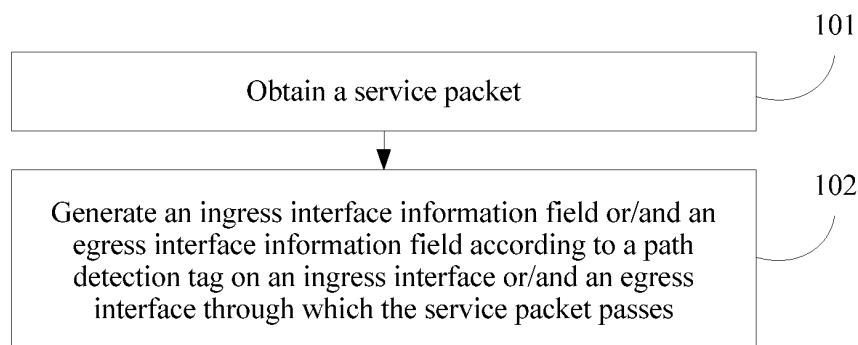 101
Obtain a service packet
102
Generate an ingress interface information field or/and an
egress interface information field according to a path
detection tag on an ingress interface or/and an egress
interface through which the service packet passes